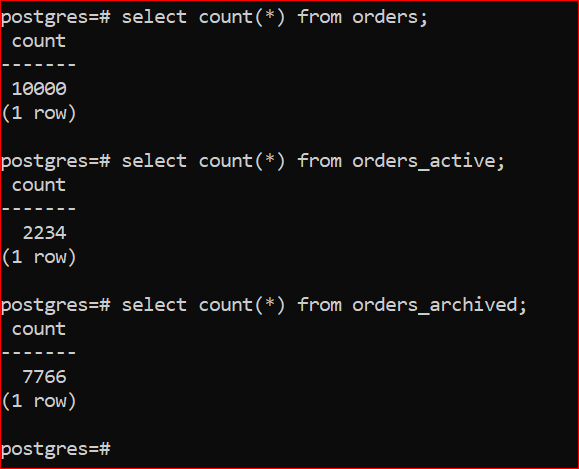 postgres=# select count(*) from orders;
 count
-------
 10000
(1 row)

postgres=# select count(*) from orders_active;
 count
-------
  2234
(1 row)

postgres=# select count(*) from orders_archived;
 count
-------
  7766
(1 row)

postgres=#